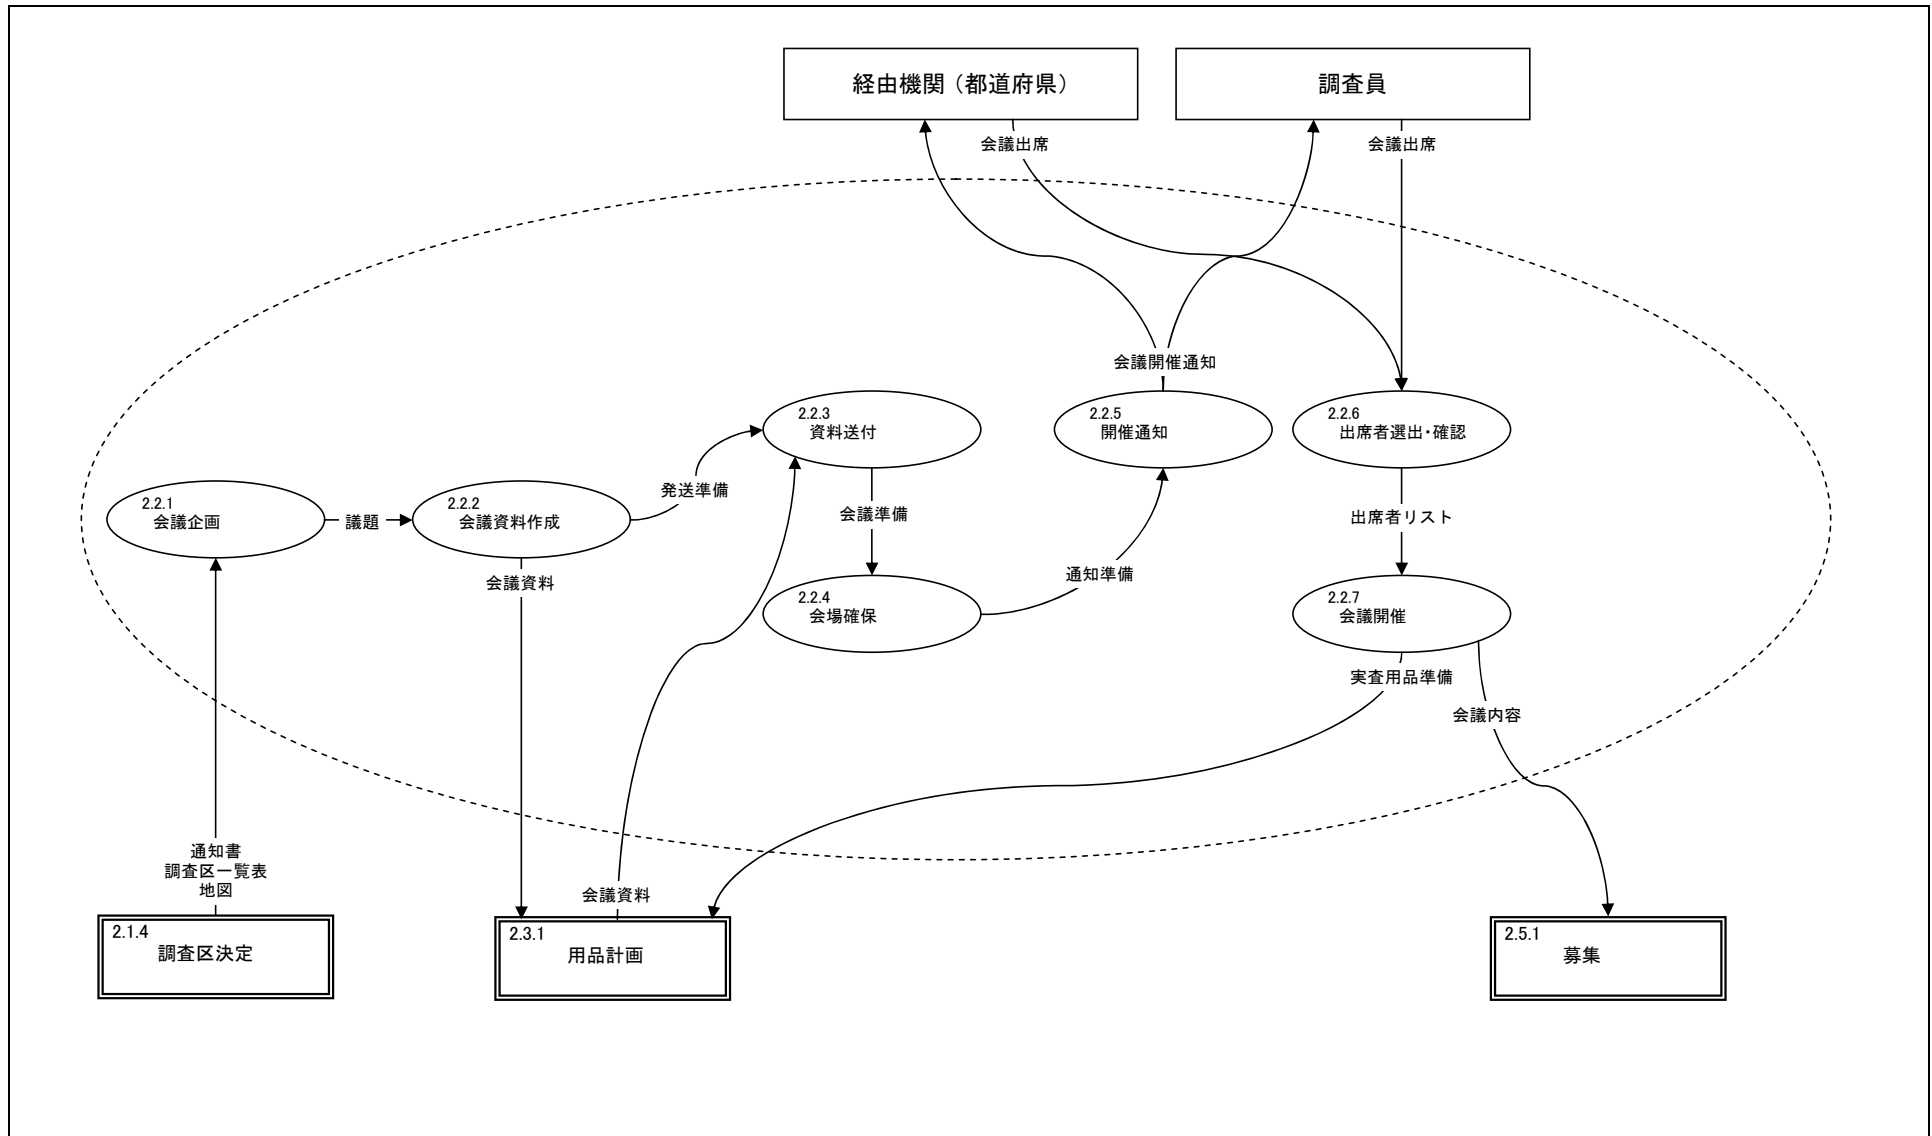 経由機関（都道府県）
調査員
会議出席
会議出席
会議開催通知
2.2.3
資料送付
2.2.5
開催通知
2.2.6
出席者選出・確認
発送準備
2.2.1
会議企画
議題
2.2.2
会議資料作成
会議準備
出席者リスト
会議資料
通知準備
2.2.4
会場確保
2.2.7
会議開催
実査用品準備
会議内容
通知書
調査区一覧表
地図
会議資料
2.1.4
調査区決定
2.3.1
用品計画
2.5.1
募集